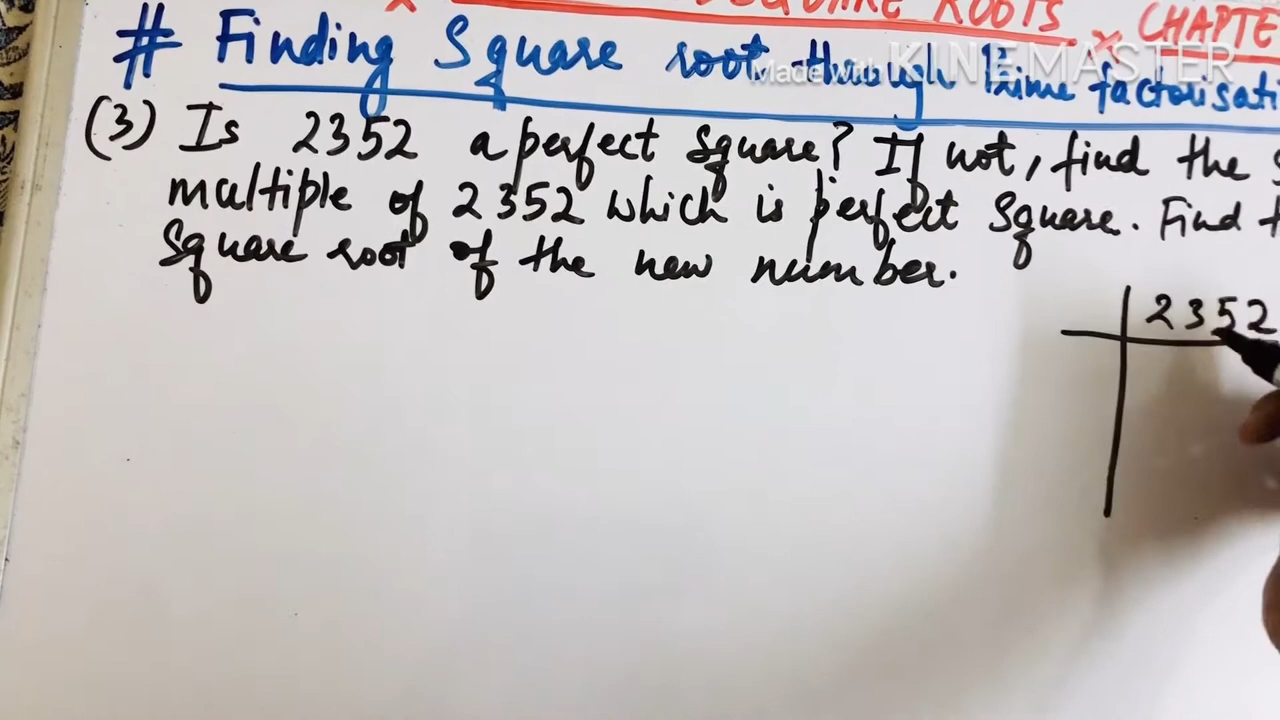 SQUARE ROOTS × CHAPTE
# Finding Square root through Prime factorisati
Made with KINEMASTER
(3) Is 2352 a perfect square? If not, find the
multiple of 2352 which is perfect square. Find
square root of the new number.
2352